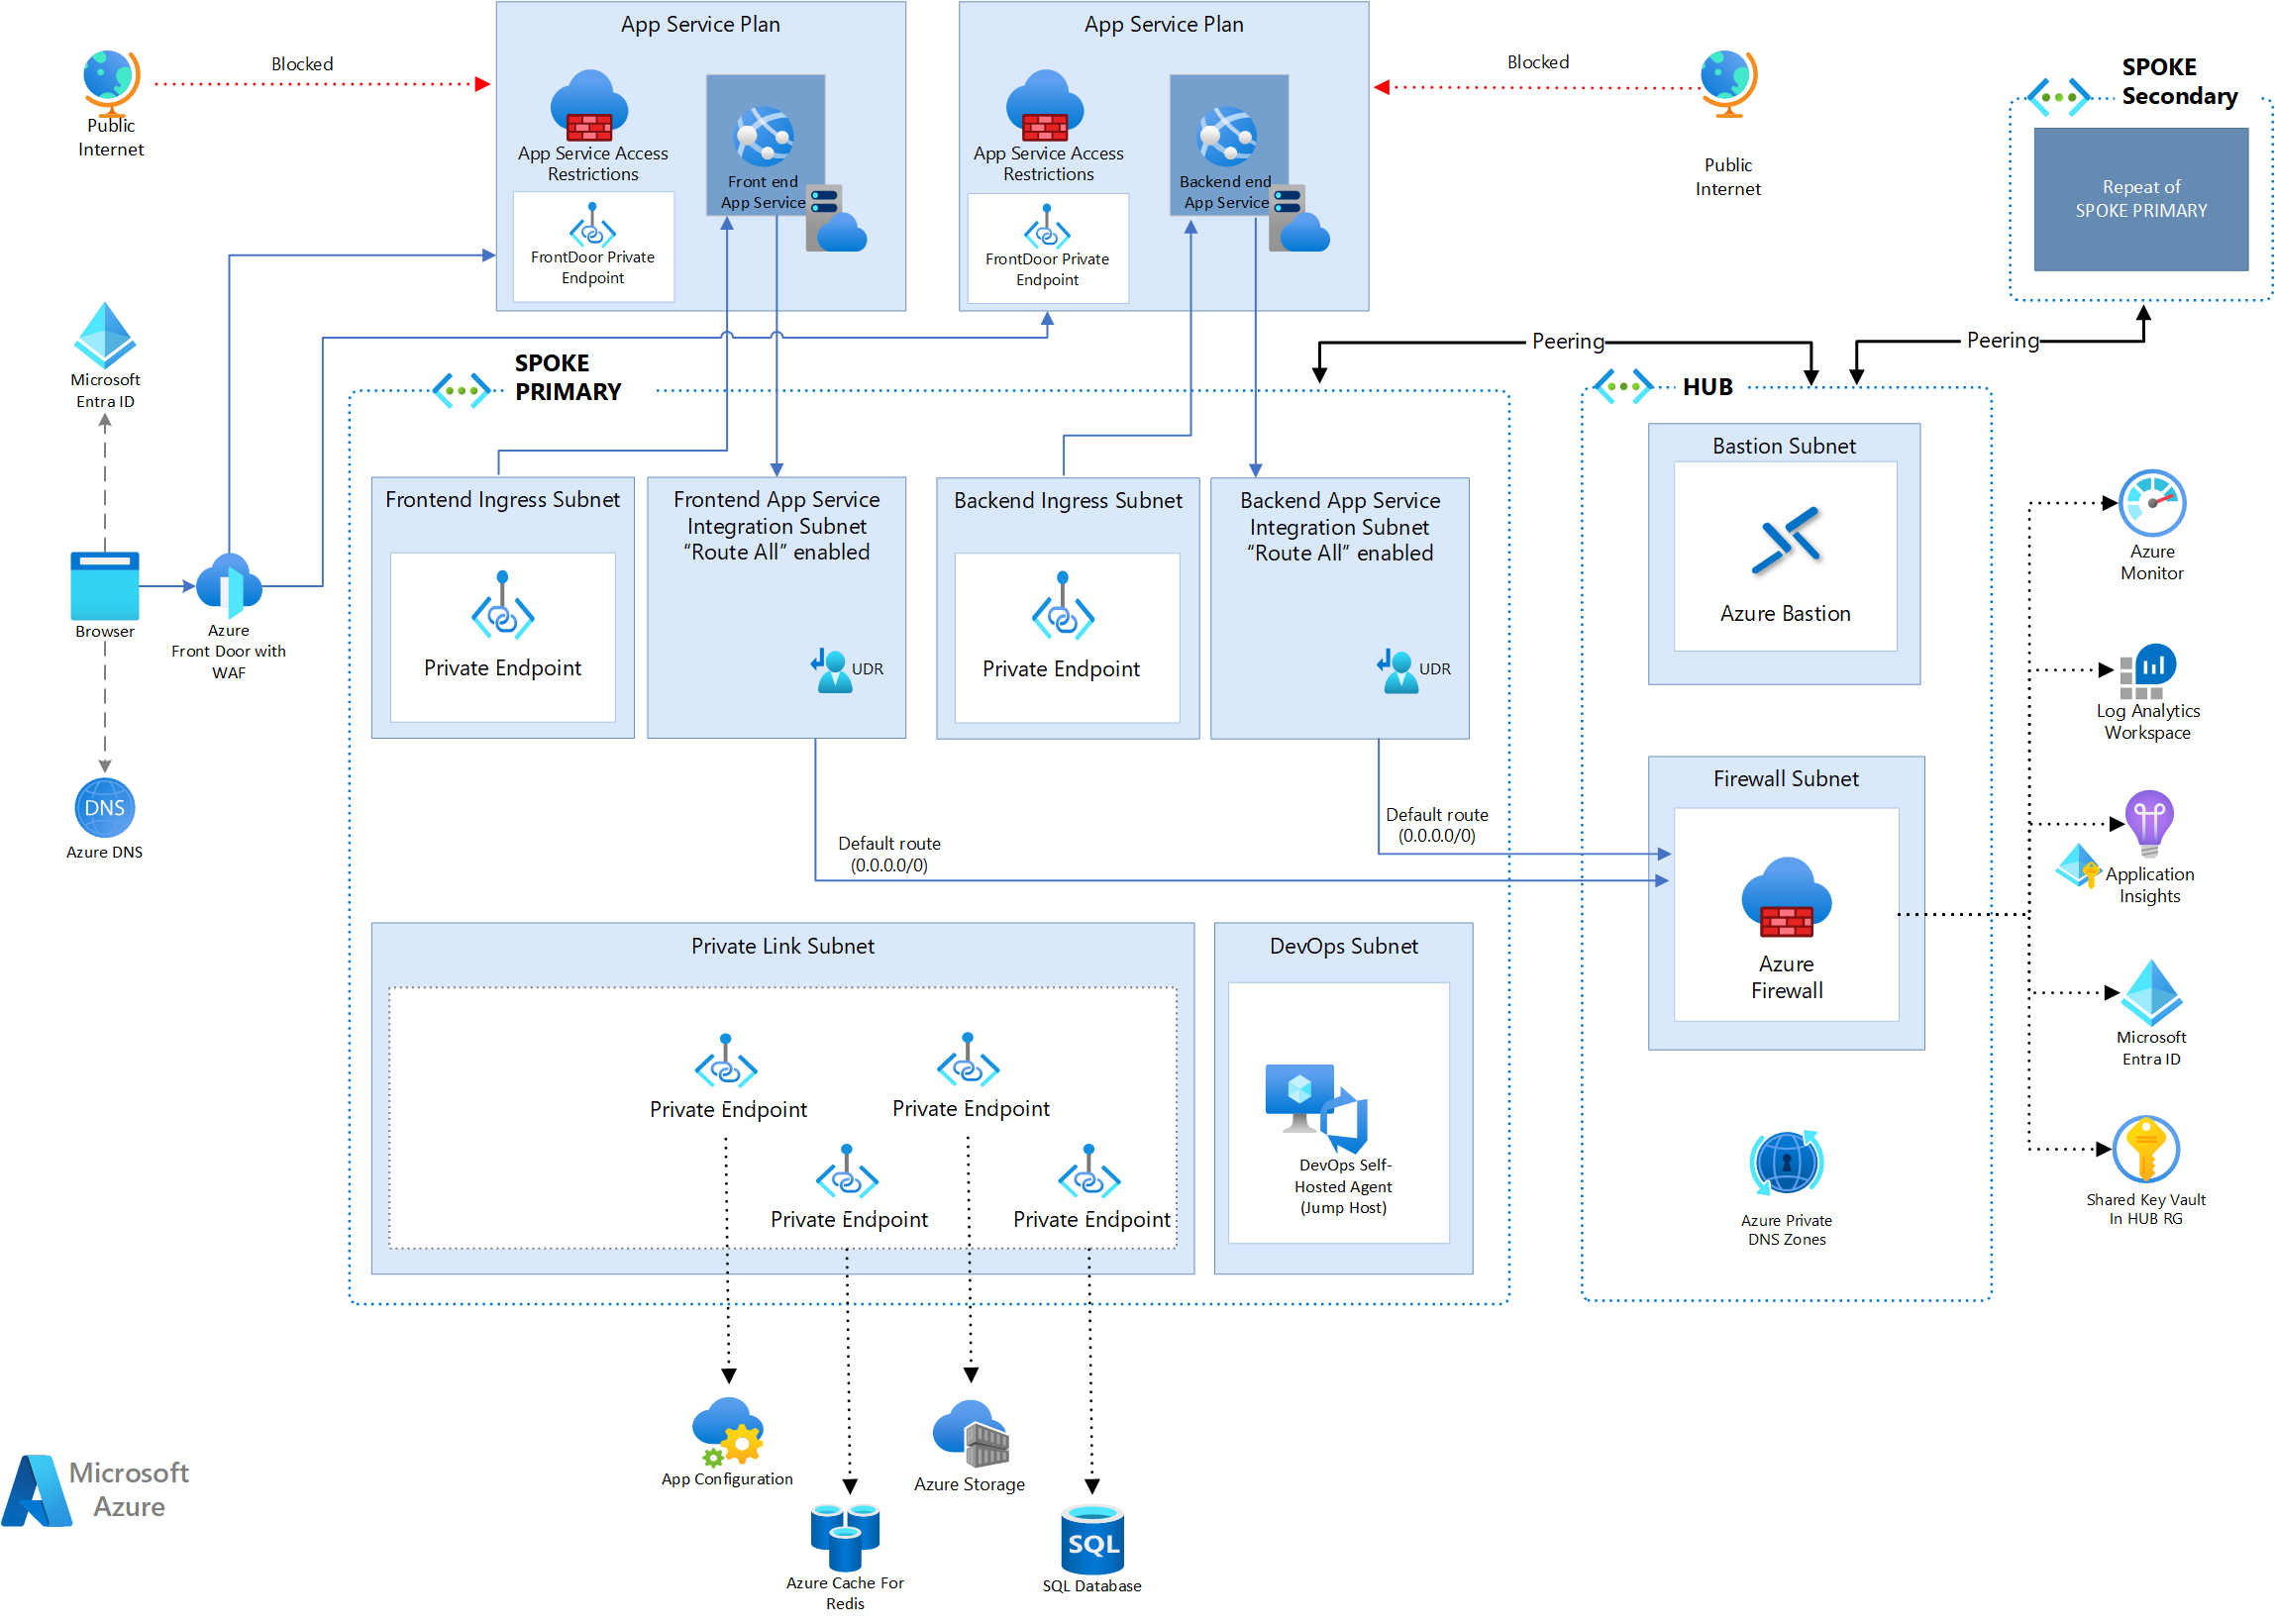 App Service Plan
App Service Plan
Blocked
Blocked
Public
Internet
App Service Access
Restrictions
Front end
App Service
FrontDoor Private
Endpoint
App Service Access
Restrictions
Backend end
App Service
FrontDoor Private
Endpoint
Public
Internet
SPOKE
Secondary
Repeat of
SPOKE PRIMARY
Microsoft
Entra ID
Peering
Peering
SPOKE
PRIMARY
HUB
Frontend Ingress Subnet
Private Endpoint
Frontend App Service
Integration Subnet
“Route All” enabled
UDR
Backend Ingress Subnet
Private Endpoint
Backend App Service
Integration Subnet
“Route All” enabled
UDR
Bastion Subnet
Azure Bastion
Azure
Monitor
Browser
Azure
Front Door with
WAF
Log Analytics
Workspace
DNS
Azure DNS
Default route
(0.0.0.0/0)
Default route
(0.0.0.0/0)
Firewall Subnet
Azure
Firewall
Application
Insights
Private Link Subnet
Private Endpoint
Private Endpoint
Private Endpoint
Private Endpoint
DevOps Subnet
DevOps Self-
Hosted Agent
(Jump Host)
Microsoft
Entra ID
Azure Private
DNS Zones
Shared Key Vault
In HUB RG
App Configuration
Azure Storage
Azure Cache For
Redis
SQL
SQL Database
Microsoft
Azure